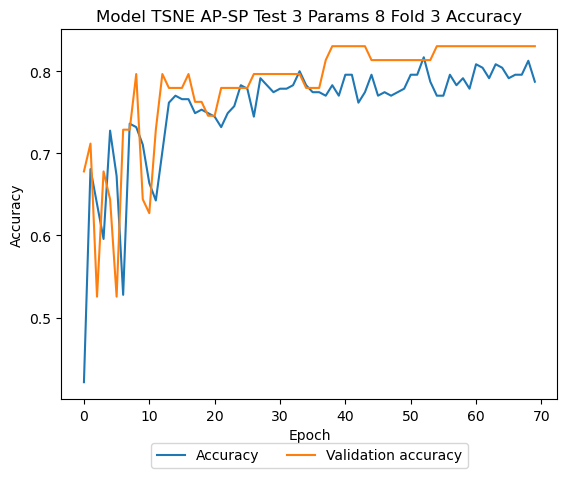 Model TSNE AP-SP Test 3 Params 8 Fold 3 Accuracy
Accuracy
0.8
0.7
0.6
0.5
0 10 20 30 40 50 60 70
Epoch
Accuracy Validation accuracy